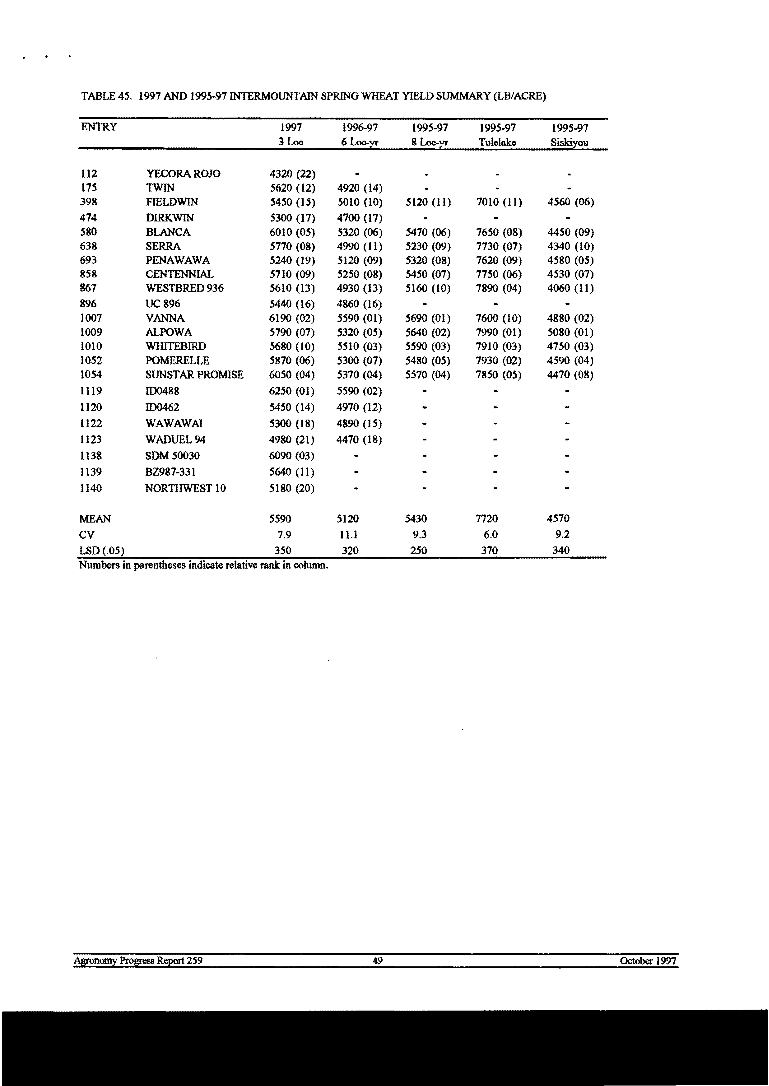 TABLE 45. 1997 AND 1995-97 INTERMOUNTAIN SPRING WHEAT YIELD SUMMARY (LB/ACRE)
ENTRY 1997 1996-97 1995-97 1995-97 1995-97
3 Loc 6 Loc-yr 8 Loc-yr Tulelake Siskiyou
112 YECORA ROJO 4320 (22) - - - -
175 TWIN 5620 (12) 4920 (14) - - -
398 FIELDWIN 5450 (15) 5010 (10) 5120 (11) 7010 (11) 4560 (06)
474 DIRKWIN 5300 (17) 4700 (17) - - -
580 BLANCA 6010 (05) 5320 (06) 5470 (06) 7650 (08) 4450 (09)
638 SERRA 5770 (08) 4990 (11) 5230 (09) 7730 (07) 4340 (10)
693 PENAWAWA 5240 (19) 5120 (09) 5320 (08) 7620 (09) 4580 (05)
858 CENTENNIAL 5710 (09) 5250 (08) 5450 (07) 7750 (06) 4530 (07)
867 WESTBRED 936 5610 (13) 4930 (13) 5160 (10) 7890 (04) 4060 (11)
896 UC 896 5440 (16) 4860 (16) - - -
1007 VANNA 6190 (02) 5590 (01) 5690 (01) 7600 (10) 4880 (02)
1009 ALPOWA 5790 (07) 5320 (05) 5640 (02) 7990 (01) 5080 (01)
1010 WHITEBIRD 5680 (10) 5510 (03) 5590 (03) 7910 (03) 4750 (03)
1052 POMERELLE 5870 (06) 5300 (07) 5480 (05) 7930 (02) 4590 (04)
1054 SUNSTAR PROMISE 6050 (04) 5370 (04) 5570 (04) 7850 (05) 4470 (08)
1119 ID0488 6250 (01) 5590 (02) - - -
1120 ID0462 5450 (14) 4970 (12) - - -
1122 WAWAWAI 5300 (18) 4890 (15) - - -
1123 WADUEL 94 4980 (21) 4470 (18) - - -
1138 SDM 50030 6090 (03) - - - -
1139 BZ987-331 5640 (11) - - - -
1140 NORTHWEST 10 5180 (20) - - - -
MEAN 5590 5120 5430 7720 4570
CV 7.9 11.1 9.3 6.0 9.2
LSD (.05) 350 320 250 370 340
Numbers in parentheses indicate relative rank in column.
Agronomy Progress Report 259 49 October 1997